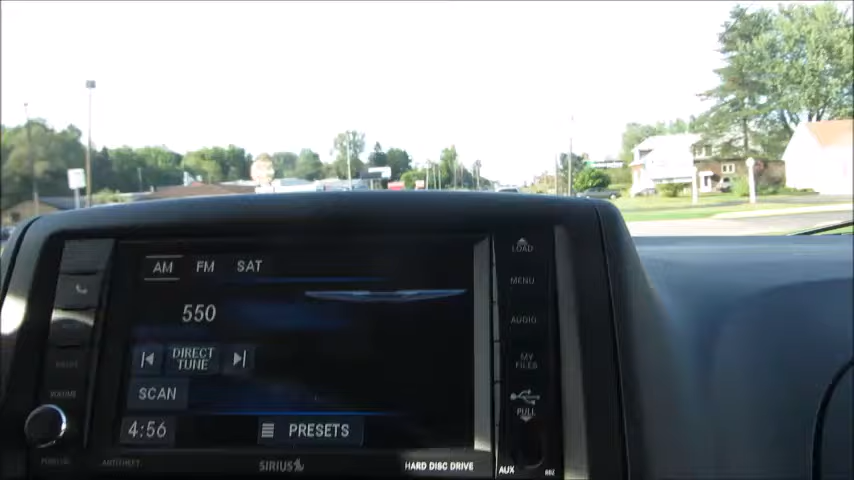 AM FM SAT
550
DIRECT
TUNE
SCAN
4:56
PRESETS
VOLUME
ANTITHEFT
SIRIUS
HARD DISC DRIVE
LOAD
MENU
AUDIO
MY
FILES
PULL
AUX